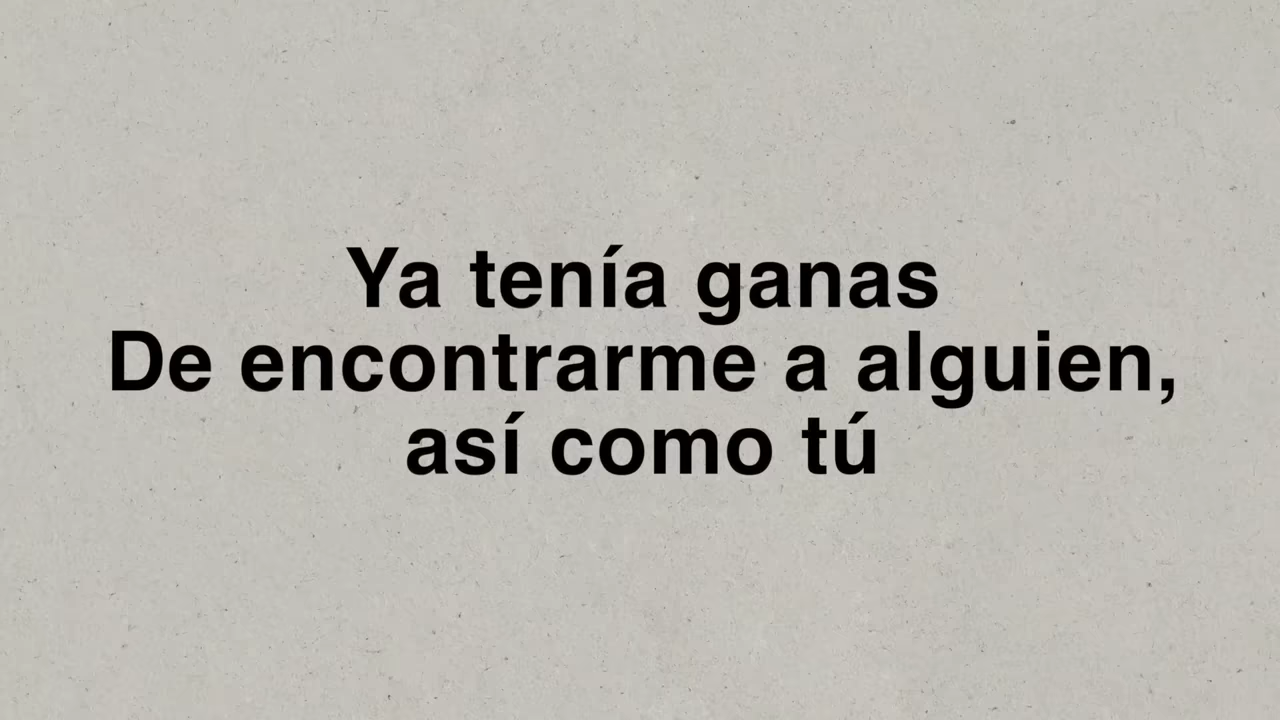 Ya tenía ganas
De encontrarme a alguien,
así como tú